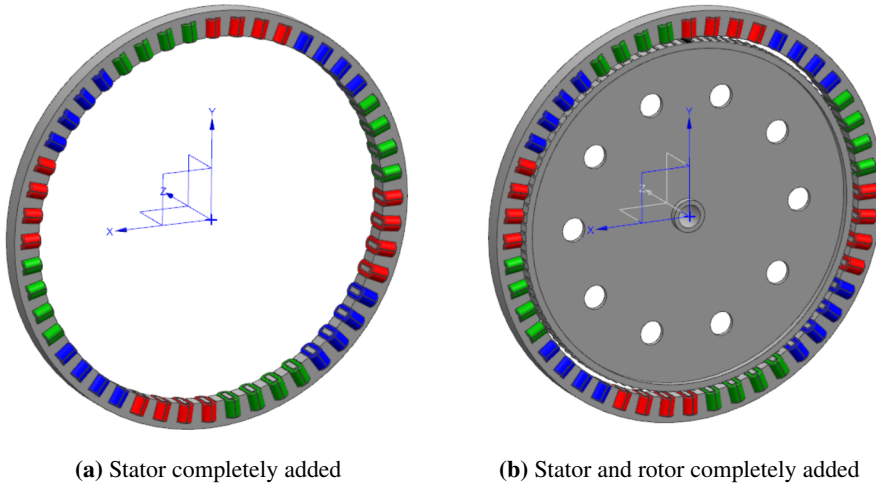 Y
Z
X
Y
Z
X
(a) Stator completely added
(b) Stator and rotor completely added